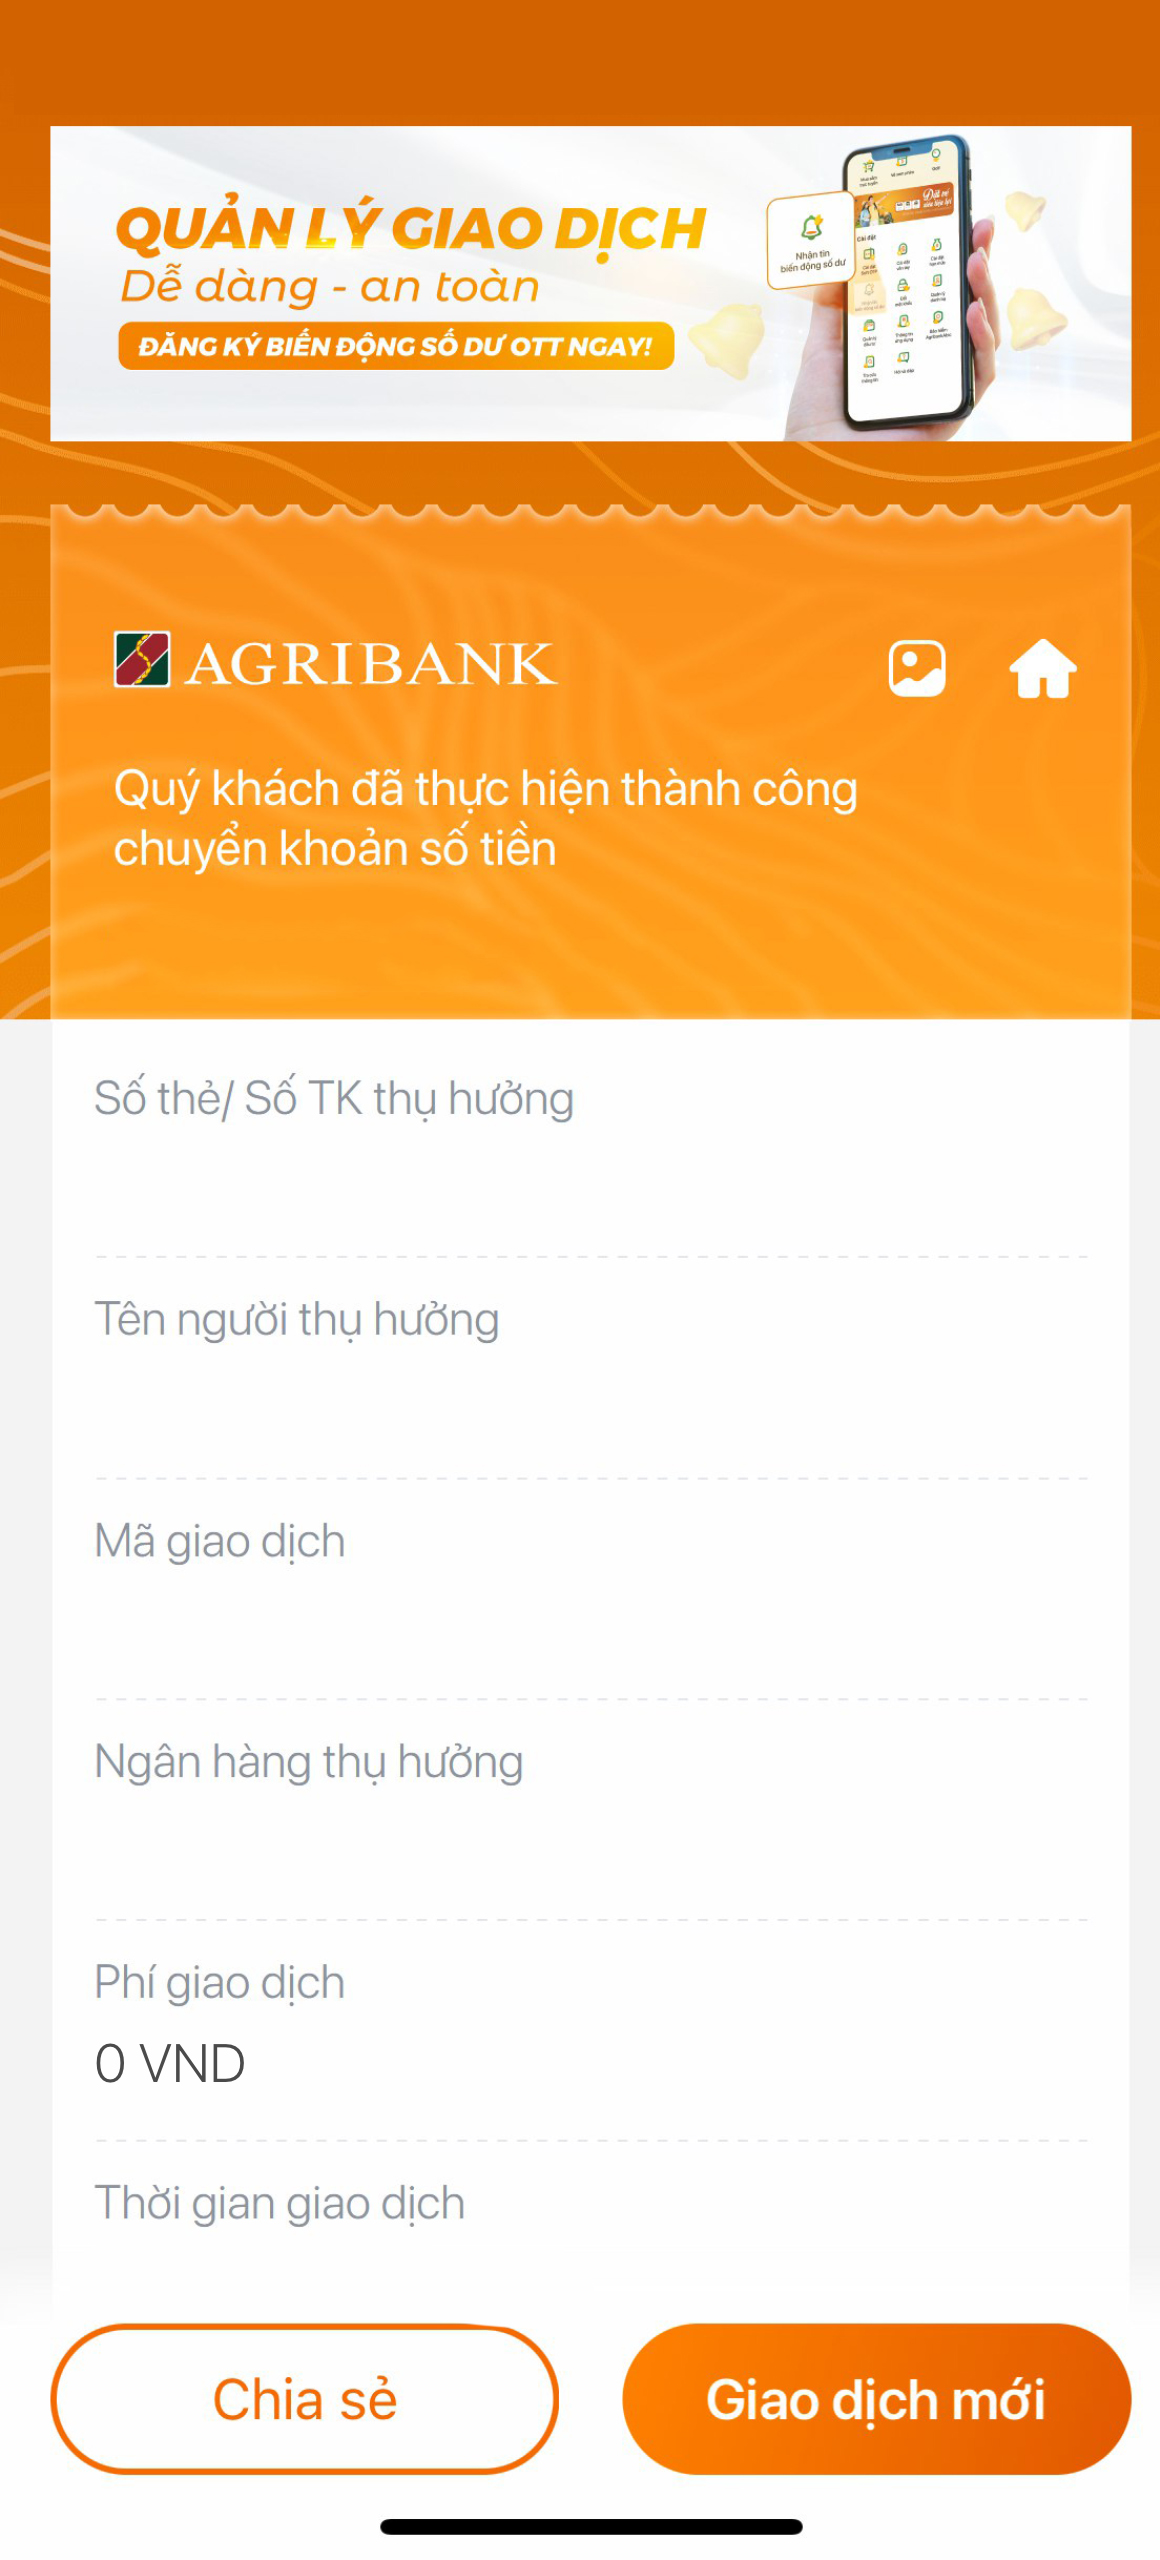 QUẢN LÝ GIAO DỊCH
Dễ dàng - an toàn
ĐĂNG KÝ BIẾN ĐỘNG SỐ DƯ OTT NGAY!
Nhận tin
biến động số dư
Cài đặt
AGRIBANK
Quý khách đã thực hiện thành công
chuyển khoản số tiền
Số thẻ/ Số TK thụ hưởng
Tên người thụ hưởng
Mã giao dịch
Ngân hàng thụ hưởng
Phí giao dịch
0 VND
Thời gian giao dịch
Chia sẻ
Giao dịch mới